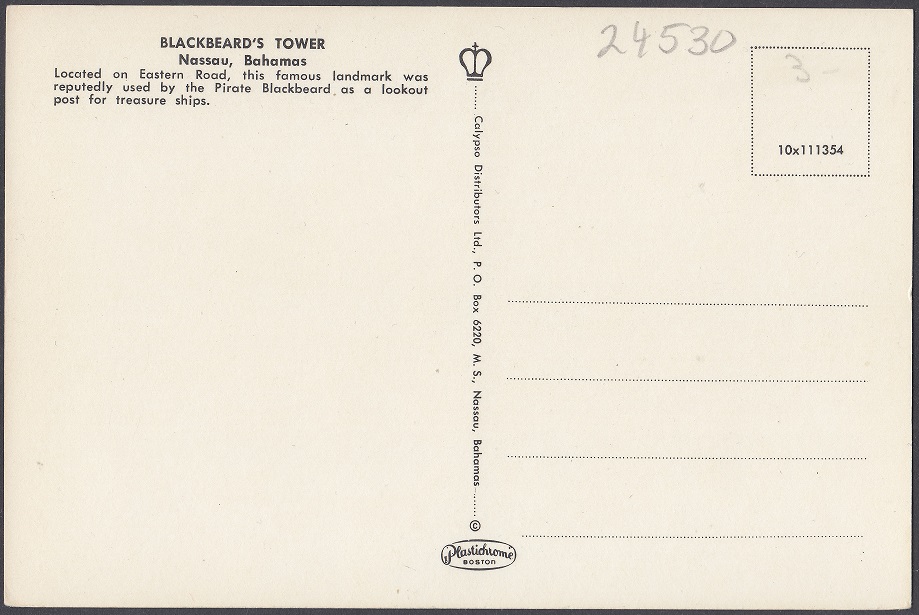 BLACKBEARD'S TOWER
Nassau, Bahamas
Located on Eastern Road, this famous landmark was
reputedly used by the Pirate Blackbeard as a lookout
post for treasure ships.
24530
3-
10x111354
Calypso Distributors Ltd., P. O. Box 6220, M. S., Nassau, Bahamas
©
Plastichrome
BOSTON